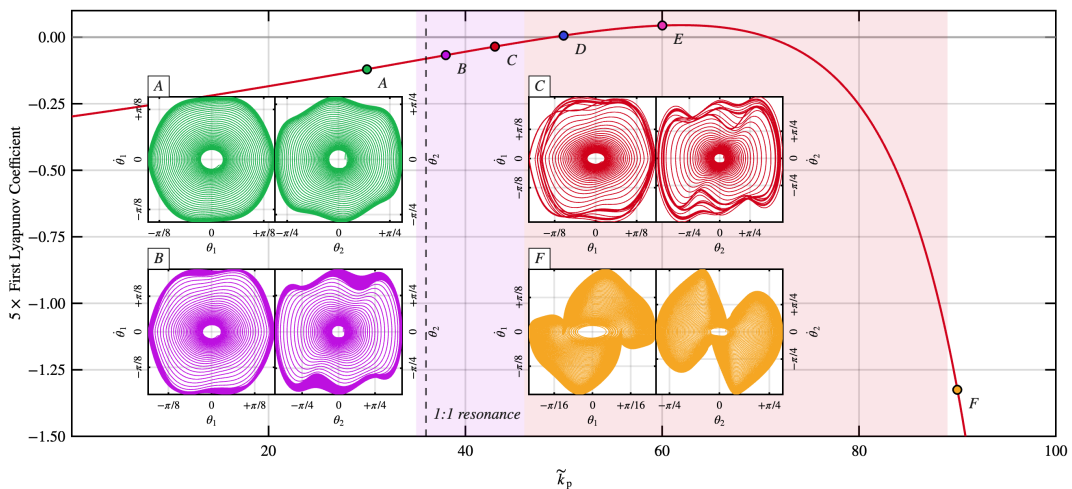 5 × First Lyapunov Coefficient
0.00
−0.25
−0.50
−0.75
−1.00
−1.25
−1.50
20
40
60
80
100
k̃ₚ
A
B
C
D
E
F
1:1 resonance
A
+π/8
0
−π/8
θ̇₁
−π/8
0
+π/8
θ₁
−π/4
0
+π/4
θ₂
+π/4
0
−π/4
θ̇₂
B
+π/8
0
−π/8
θ̇₁
−π/8
0
+π/8
θ₁
−π/4
0
+π/4
θ₂
+π/4
0
−π/4
θ̇₂
C
+π/8
0
−π/8
θ̇₁
−π/8
0
+π/8
θ₁
−π/4
0
+π/4
θ₂
+π/4
0
−π/4
θ̇₂
F
+π/8
0
−π/8
θ̇₁
−π/16
0
+π/16
θ₁
−π/4
0
+π/4
θ₂
+π/4
0
−π/4
θ̇₂